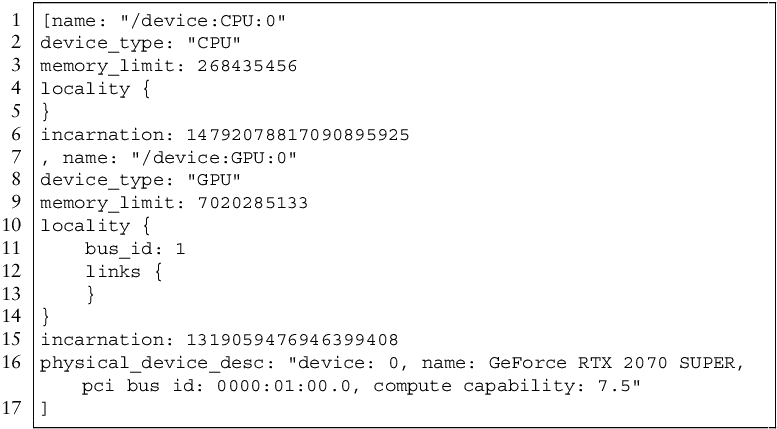 1 [name: "/device:CPU:0"
2 device_type: "CPU"
3 memory_limit: 268435456
4 locality {
5 }
6 incarnation: 14792078817090895925
7 , name: "/device:GPU:0"
8 device_type: "GPU"
9 memory_limit: 7020285133
10 locality {
11     bus_id: 1
12     links {
13     }
14 }
15 incarnation: 1319059476946399408
16 physical_device_desc: "device: 0, name: GeForce RTX 2070 SUPER,
    pci bus id: 0000:01:00.0, compute capability: 7.5"
17 ]